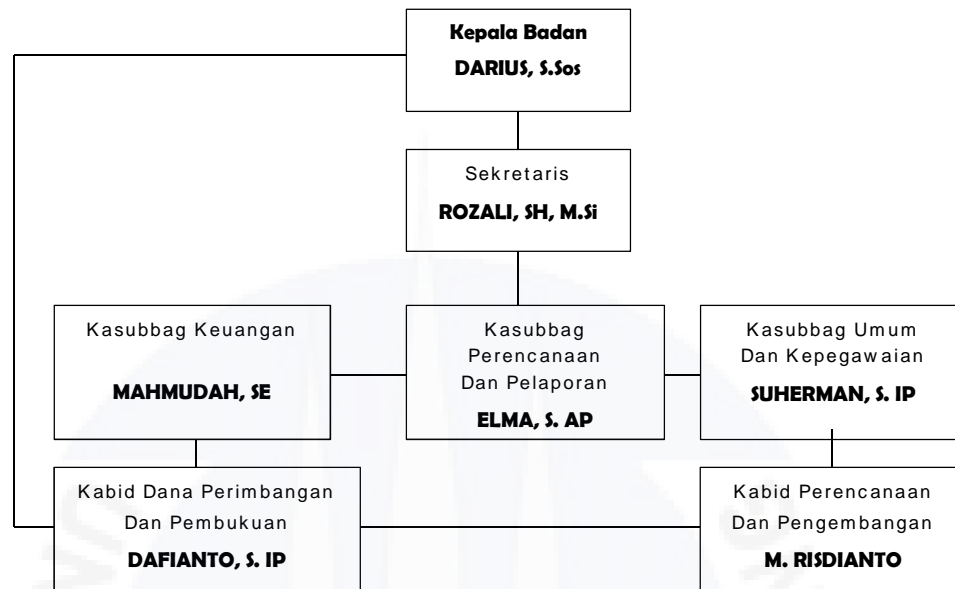 Kepala Badan
DARIUS, S.Sos
Sekretaris
ROZALI, SH, M.Si
Kasubbag Keuangan
MAHMUDAH, SE
Kasubbag
Perencanaan
Dan Pelaporan
ELMA, S. AP
Kasubbag Umum
Dan Kepegawaian
SUHERMAN, S. IP
Kabid Dana Perimbangan
Dan Pembukuan
DAFIANTO, S. IP
Kabid Perencanaan
Dan Pengembangan
M. RISDIANTO